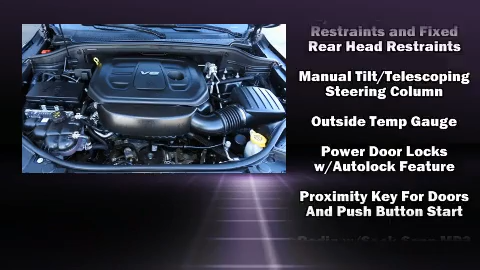 Restraints and Fixed
Rear Head Restraints
Manual Tilt/Telescoping
Steering Column
Outside Temp Gauge
Power Door Locks
w/Autolock Feature
Proximity Key For Doors
And Push Button Start
V6